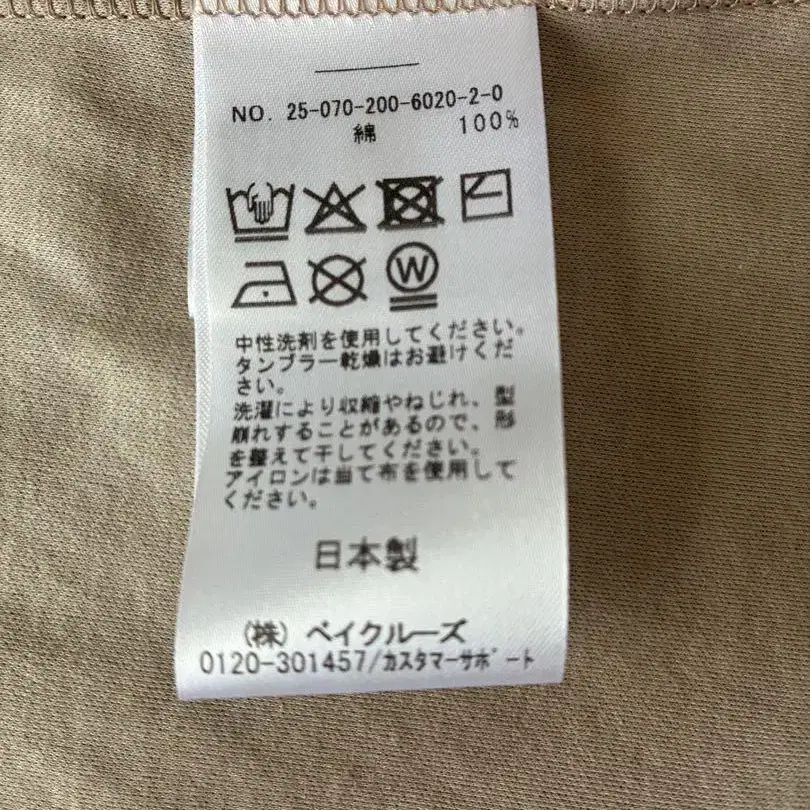 NO. 25-070-200-6020-2-0
綿 100%
W
中性洗剤を使用してください。
タンブラー乾燥はお避けくだ
さい。
洗濯により収縮やねじれ、型
崩れすることがあるので、形
を整えて干してください。
アイロンは当て布を使用して
ください。
日本製
(株) ベイクルーズ
0120-301457/カスタマーサポート